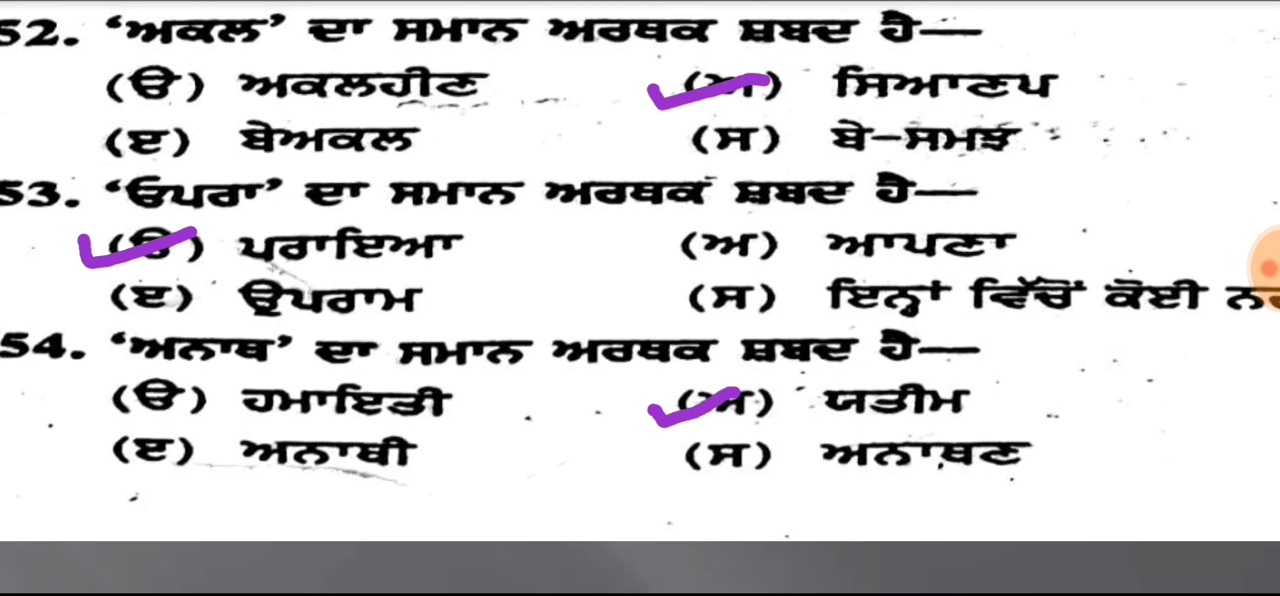 52. ‘ਅਕਲ’ ਦਾ ਸਮਾਨ ਅਰਥਕ ਸ਼ਬਦ ਹੈ—
(ੳ) ਅਕਲਹੀਣ (ਅ) ਸਿਆਣਪ
(ੲ) ਬੇਅਕਲ (ਸ) ਬੇ-ਸਮਝ
53. ‘ਓਪਰਾ’ ਦਾ ਸਮਾਨ ਅਰਥਕ ਸ਼ਬਦ ਹੈ—
(ੳ) ਪਰਾਇਆ (ਅ) ਆਪਣਾ
(ੲ) ਉਪਰਾਮ (ਸ) ਇਨ੍ਹਾਂ ਵਿੱਚੋਂ ਕੋਈ
54. ‘ਅਨਾਥ’ ਦਾ ਸਮਾਨ ਅਰਥਕ ਸ਼ਬਦ ਹੈ—
(ੳ) ਹਮਾਇਤੀ (ਅ) ਯਤੀਮ
(ੲ) ਅਨਾਥੀ (ਸ) ਅਨਾਥਣ